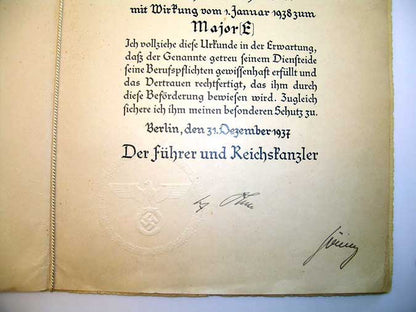 mit Wirkung vom 1. Januar 1938 zum
Major (E)
Ich vollziehe diese Urkunde in der Erwartung,
daß der Genannte getreu seinem Diensteide
seine Berufspflichten gewissenhaft erfüllt und
das Vertrauen rechtfertigt, das ihm durch
diese Beförderung bewiesen wird. Zugleich
sichere ich ihm meinen besonderen Schutz zu.
Berlin, den 31. Dezember 1937
Der Führer und Reichskanzler